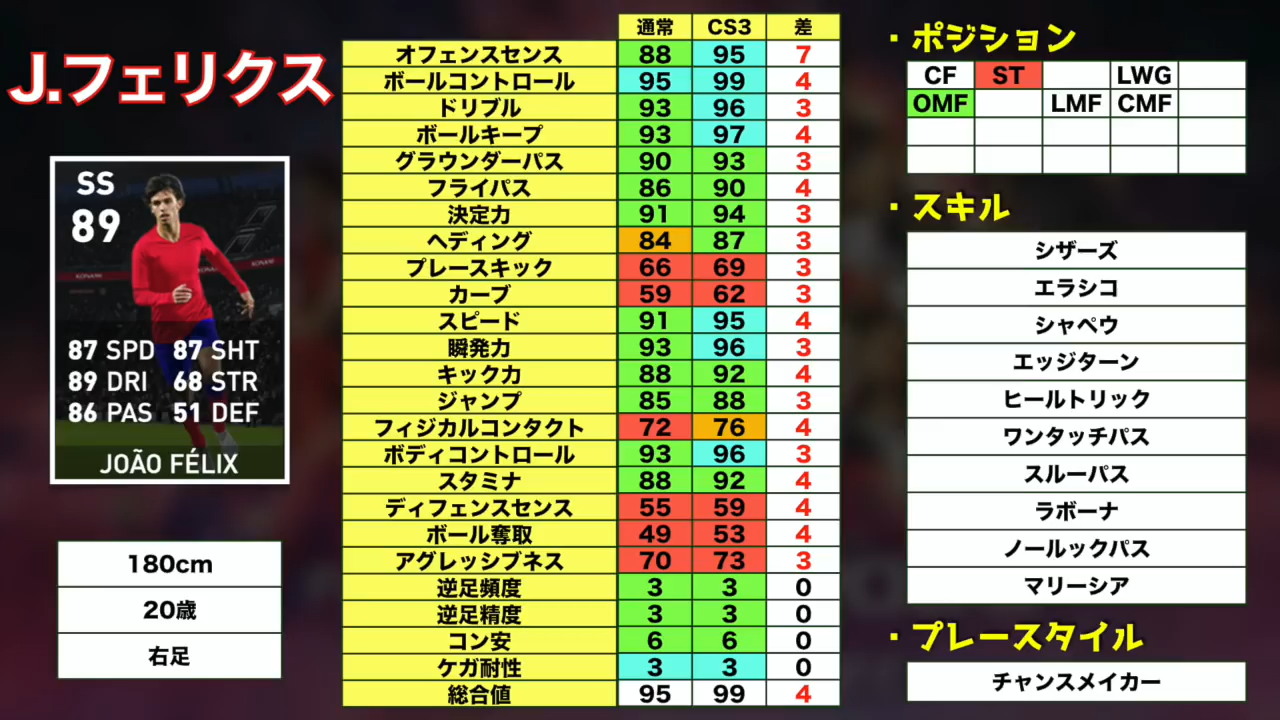 J.フェリクス
SS
89
KONAMI
KONAMI
87 SPD 87 SHT
89 DRI 68 STR
86 PAS 51 DEF
JOÃO FÉLIX
180cm
20歳
右足
通常 CS3 差
オフェンスセンス 88 95 7
ボールコントロール 95 99 4
ドリブル 93 96 3
ボールキープ 93 97 4
グラウンダーパス 90 93 3
フライパス 86 90 4
決定力 91 94 3
ヘディング 84 87 3
プレースキック 66 69 3
カーブ 59 62 3
スピード 91 95 4
瞬発力 93 96 3
キック力 88 92 4
ジャンプ 85 88 3
フィジカルコンタクト 72 76 4
ボディコントロール 93 96 3
スタミナ 88 92 4
ディフェンスセンス 55 59 4
ボール奪取 49 53 4
アグレッシブネス 70 73 3
逆足頻度 3 3 0
逆足精度 3 3 0
コン安 6 6 0
ケガ耐性 3 3 0
総合値 95 99 4
・ポジション
CF ST LWG
OMF LMF CMF
・スキル
シザーズ
エラシコ
シャペウ
エッジターン
ヒールトリック
ワンタッチパス
スルーパス
ラボーナ
ノールックパス
マリーシア
・プレースタイル
チャンスメイカー